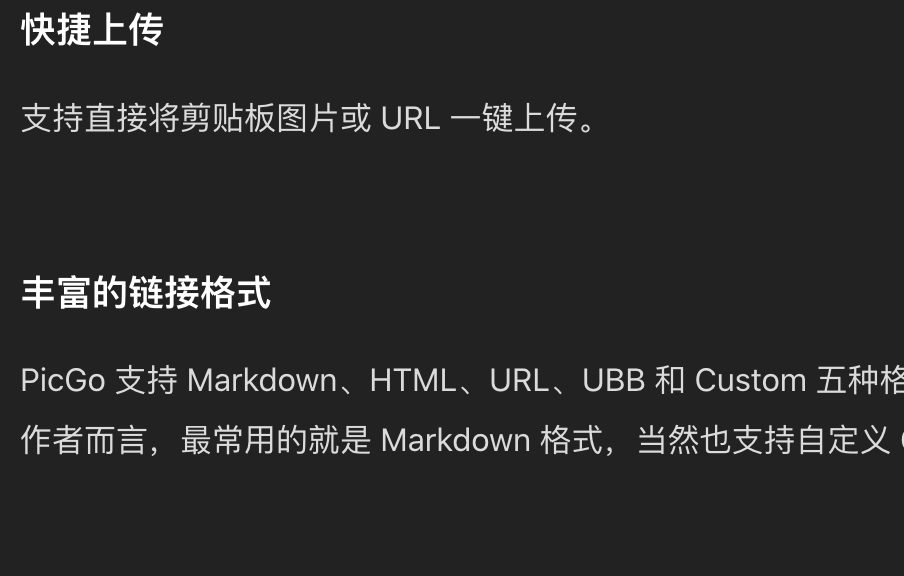 快捷上传
支持直接将剪贴板图片或 URL 一键上传。
丰富的链接格式
PicGo 支持 Markdown、HTML、URL、UBB 和 Custom 五种格
作者而言，最常用的就是 Markdown 格式，当然也支持自定义